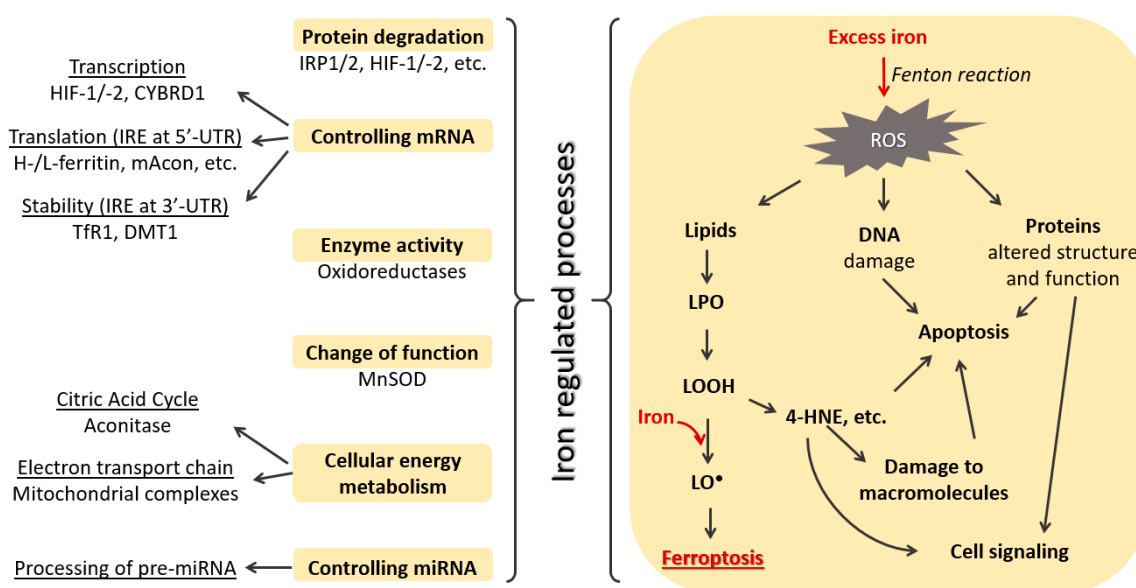 Protein degradation
IRP1/2, HIF-1/-2, etc.
Transcription
HIF-1/-2, CYBRD1
Translation (IRE at 5’-UTR)
H-/L-ferritin, mAcon, etc.
Controlling mRNA
Stability (IRE at 3’-UTR)
TfR1, DMT1
Enzyme activity
Oxidoreductases
Change of function
MnSOD
Citric Acid Cycle
Aconitase
Electron transport chain
Mitochondrial complexes
Cellular energy
metabolism
Processing of pre-miRNA
Controlling miRNA
Iron regulated processes
Excess iron
Fenton reaction
ROS
Lipids
DNA
damage
Proteins
altered structure
and function
LPO
Apoptosis
LOOH
Iron
4-HNE, etc.
LO•
Damage to
macromolecules
Ferroptosis
Cell signaling